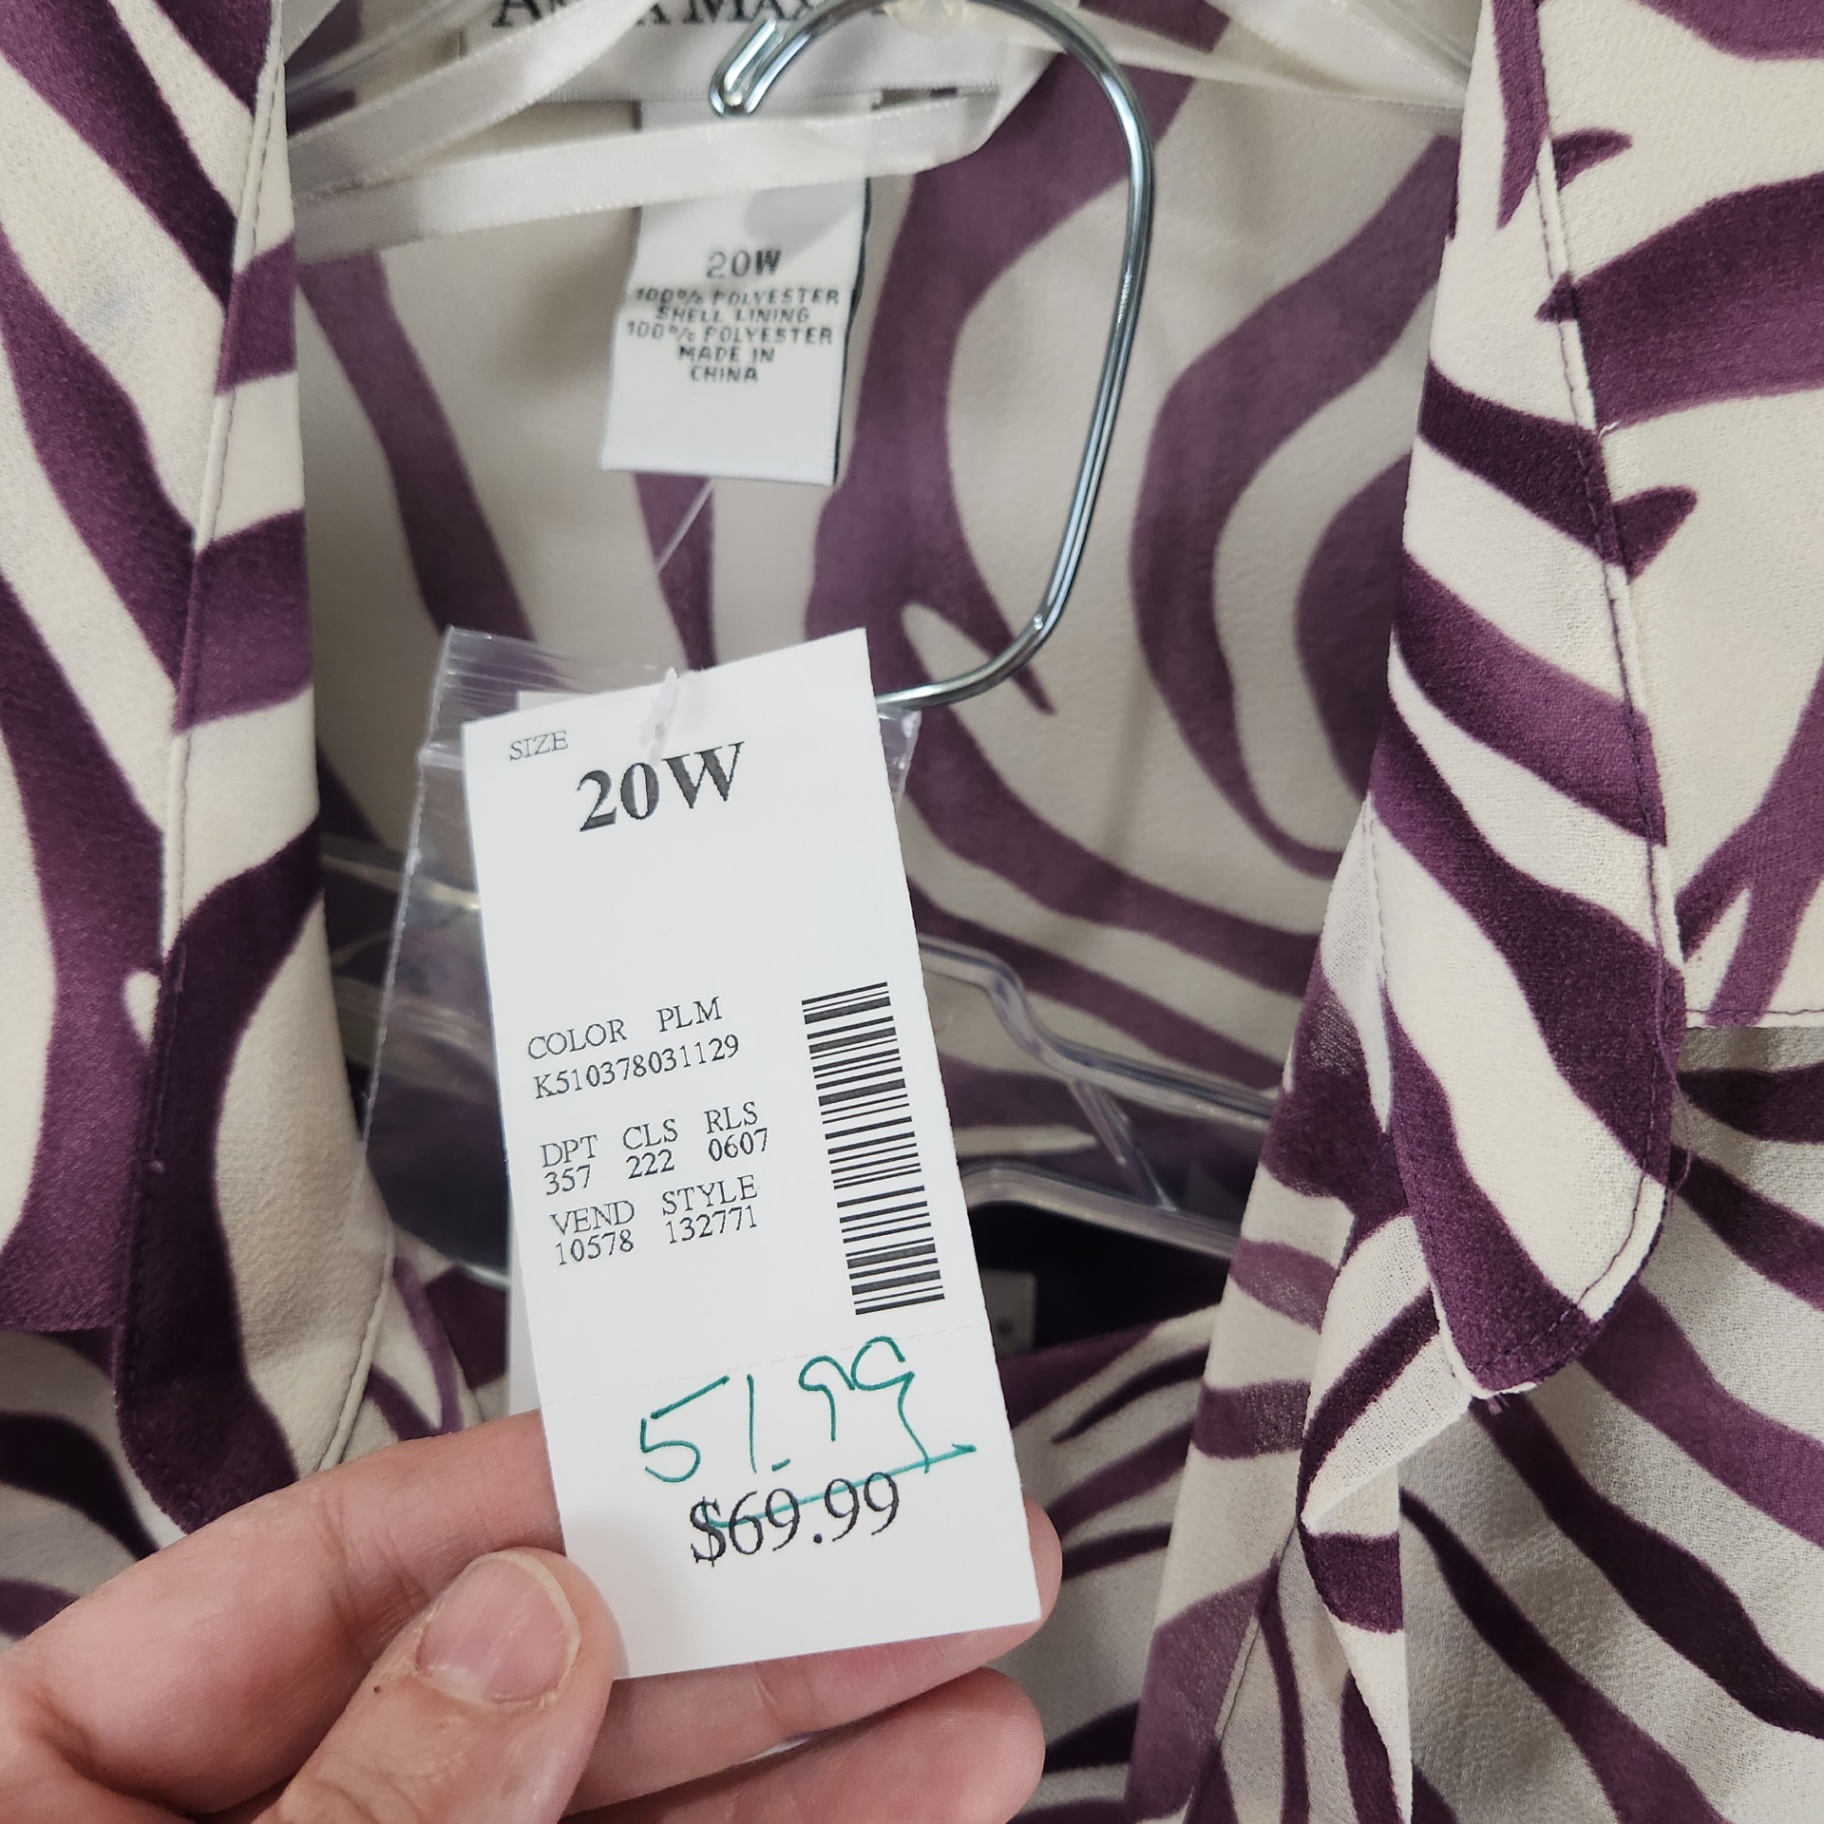 20W
100% POLYESTER
SHELL LINING
100% POLYESTER
MADE IN
CHINA
SIZE
20W
COLOR PLM
K510378031129
DPT CLS RLS
357 222 0607
VEND STYLE
10578 132771
51.99
$69.99